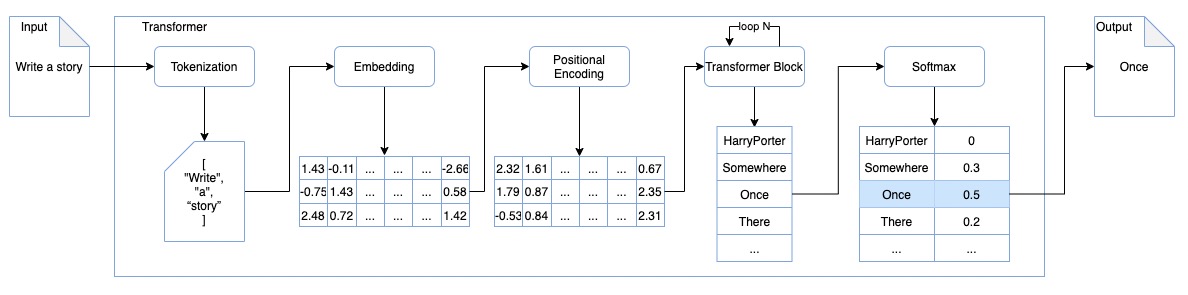 Input
Write a story
Transformer
Tokenization
[
"Write",
"a",
“story”
]
Embedding
1.43 -0.11 ... ... ... -2.66
-0.75 1.43 ... ... ... 0.58
2.48 0.72 ... ... ... 1.42
Positional
Encoding
2.32 1.61 ... ... ... 0.67
1.79 0.87 ... ... ... 2.35
-0.53 0.84 ... ... ... 2.31
loop N
Transformer Block
HarryPorter
Somewhere
Once
There
...
Softmax
HarryPorter 0
Somewhere 0.3
Once 0.5
There 0.2
... ...
Output
Once